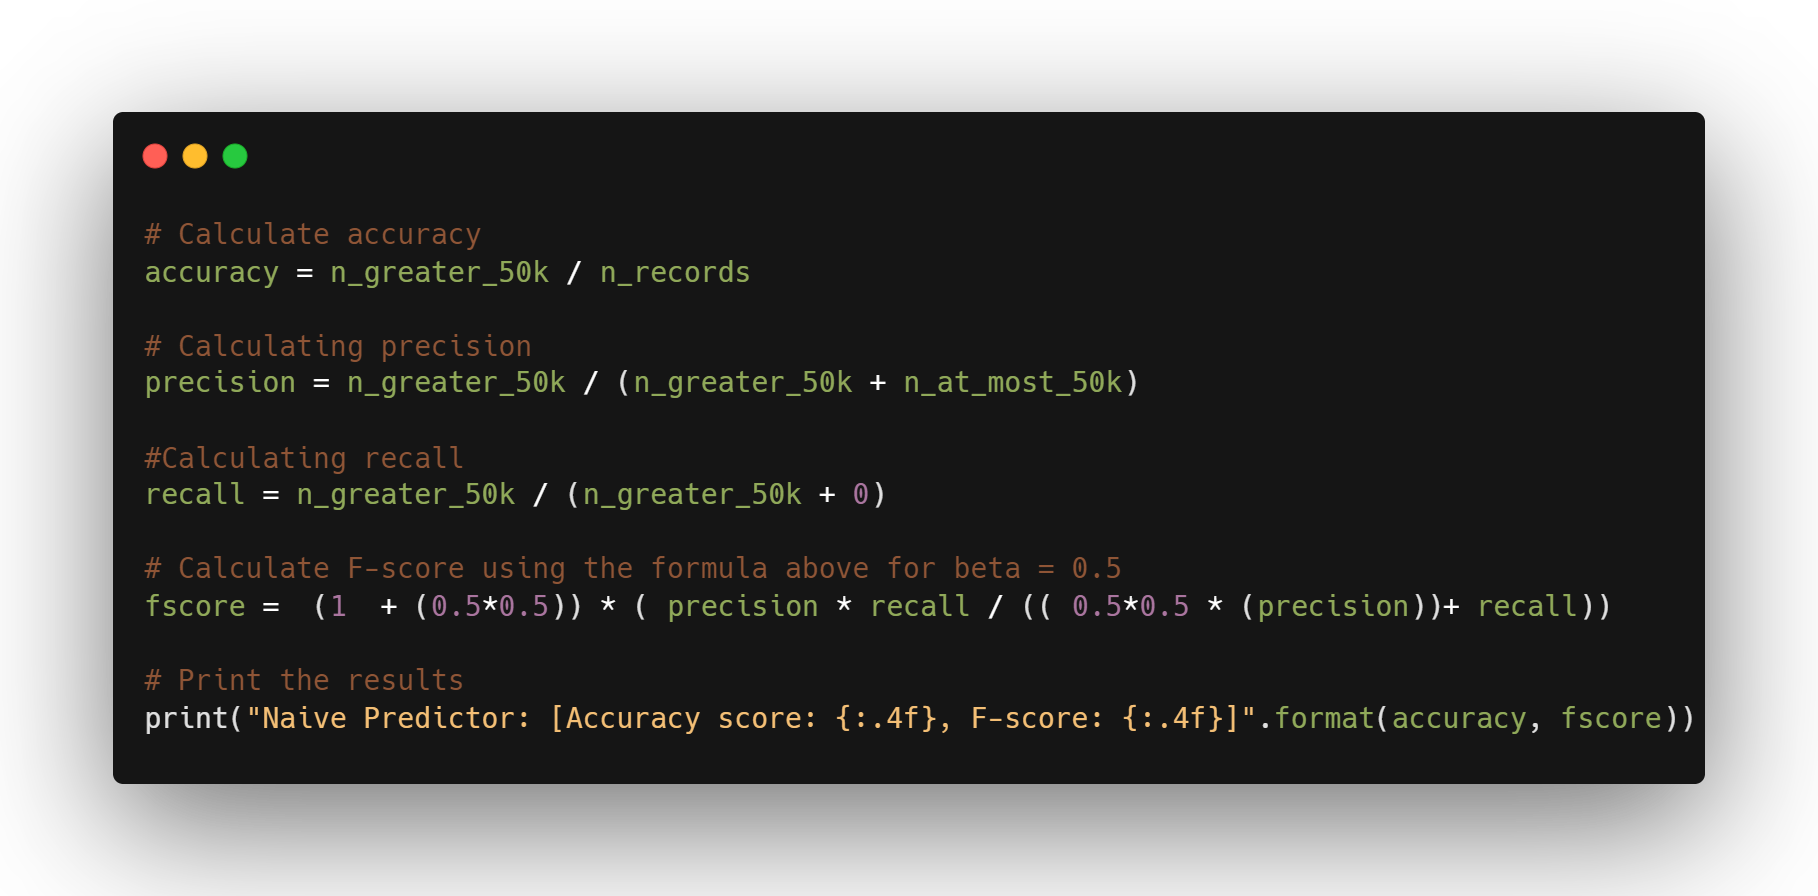 # Calculate accuracy
accuracy = n_greater_50k / n_records
# Calculating precision
precision = n_greater_50k / (n_greater_50k + n_at_most_50k)
#Calculating recall
recall = n_greater_50k / (n_greater_50k + 0)
# Calculate F-score using the formula above for beta = 0.5
fscore =  (1  + (0.5*0.5)) * ( precision * recall / (( 0.5*0.5 * (precision))+ recall))
# Print the results
print("Naive Predictor: [Accuracy score: {:.4f}, F-score: {:.4f}]".format(accuracy, fscore))